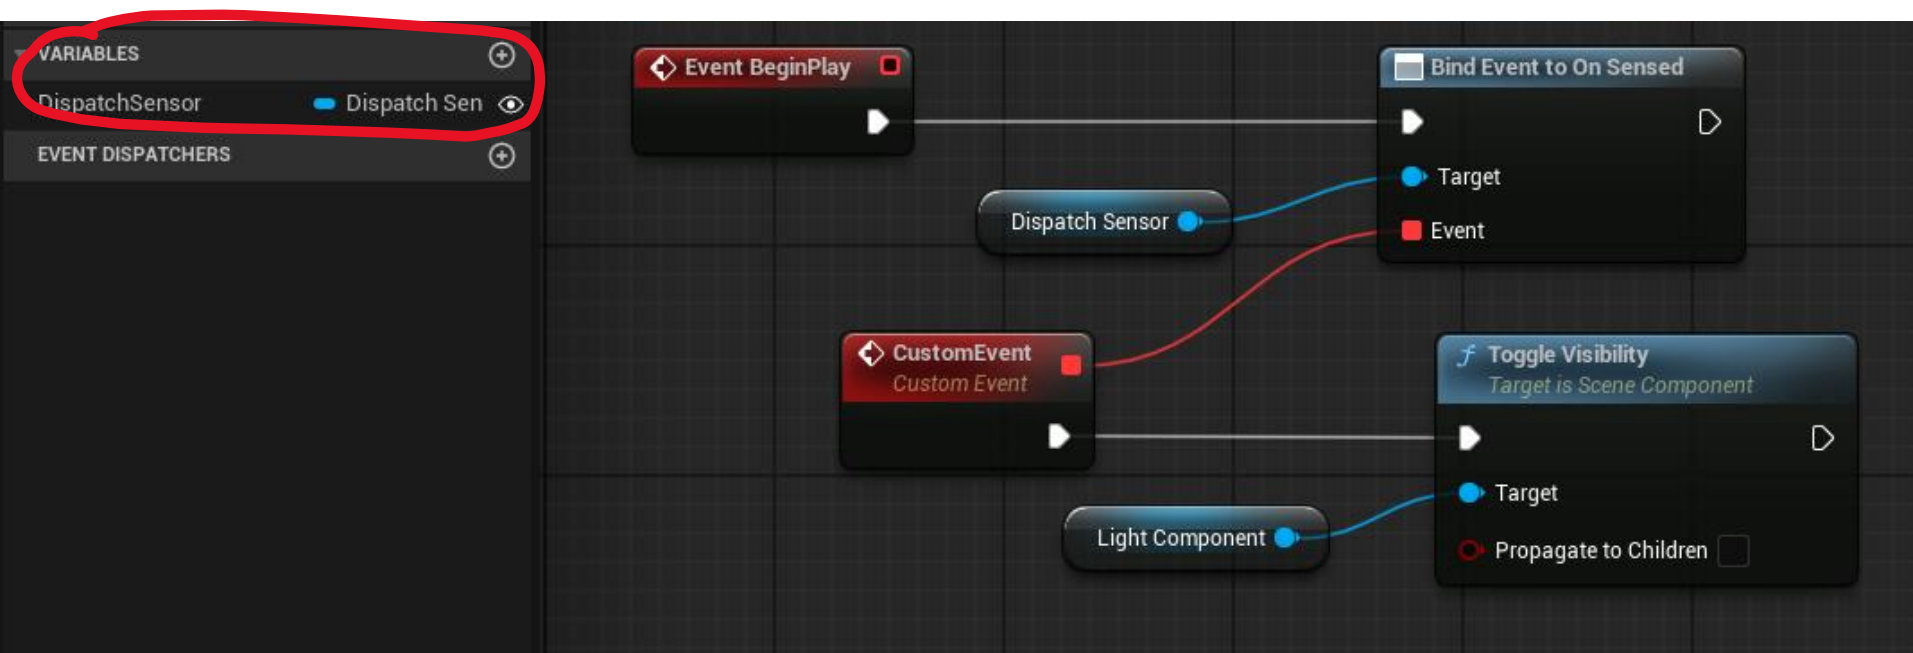 VARIABLES
DispatchSensor Dispatch Sen
EVENT DISPATCHERS
Event BeginPlay
Bind Event to On Sensed
Target
Dispatch Sensor
Event
CustomEvent
Custom Event
Toggle Visibility
Target is Scene Component
Target
Light Component
Propagate to Children